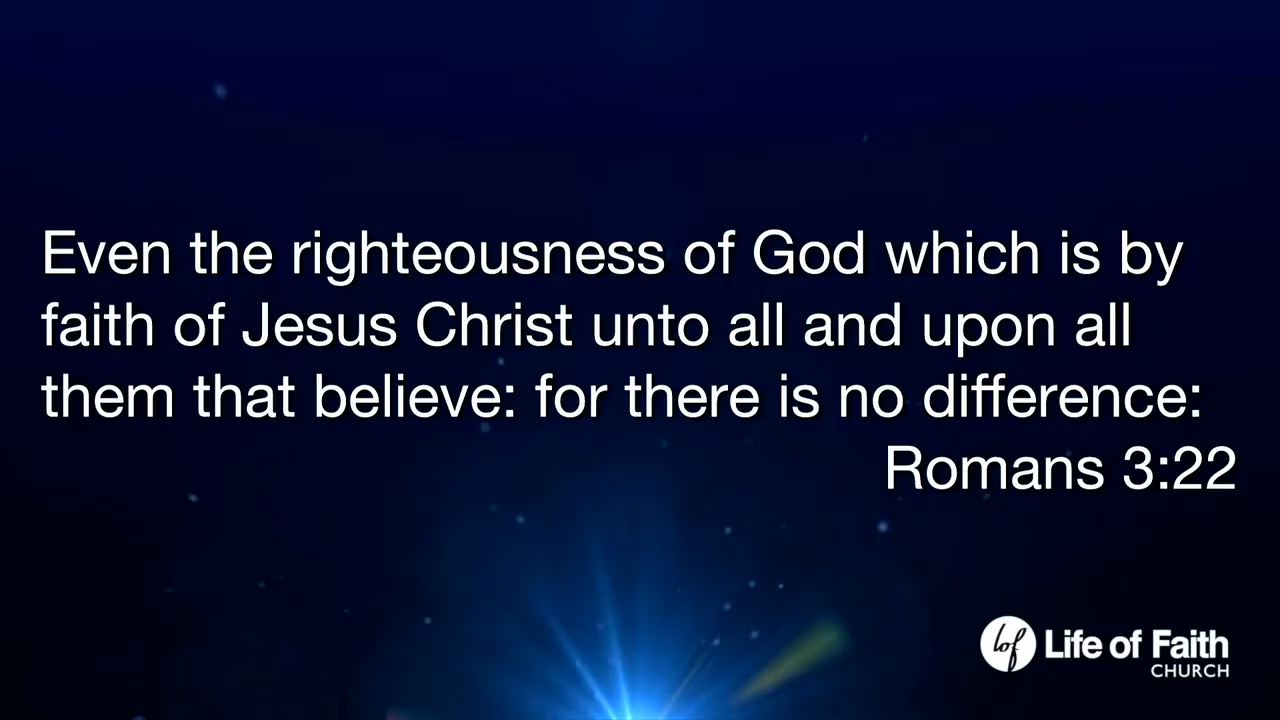 Even the righteousness of God which is by
faith of Jesus Christ unto all and upon all
them that believe: for there is no difference:
Romans 3:22
lof Life of Faith
CHURCH